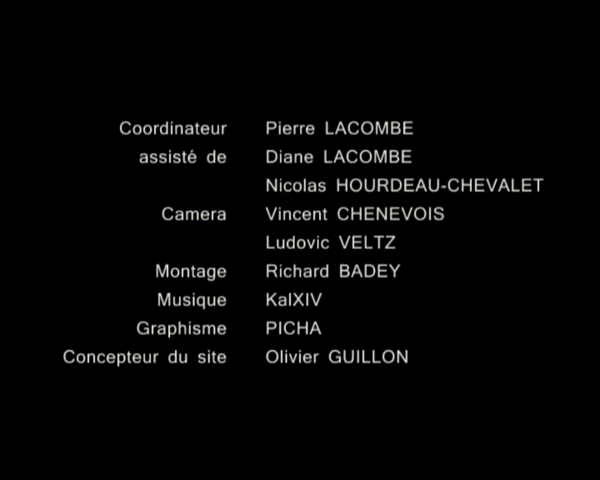 Coordinateur Pierre LACOMBE
assisté de Diane LACOMBE
Nicolas HOURDEAU-CHEVALET
Camera Vincent CHENEVOIS
Ludovic VELTZ
Montage Richard BADEY
Musique KalXIV
Graphisme PICHA
Concepteur du site Olivier GUILLON